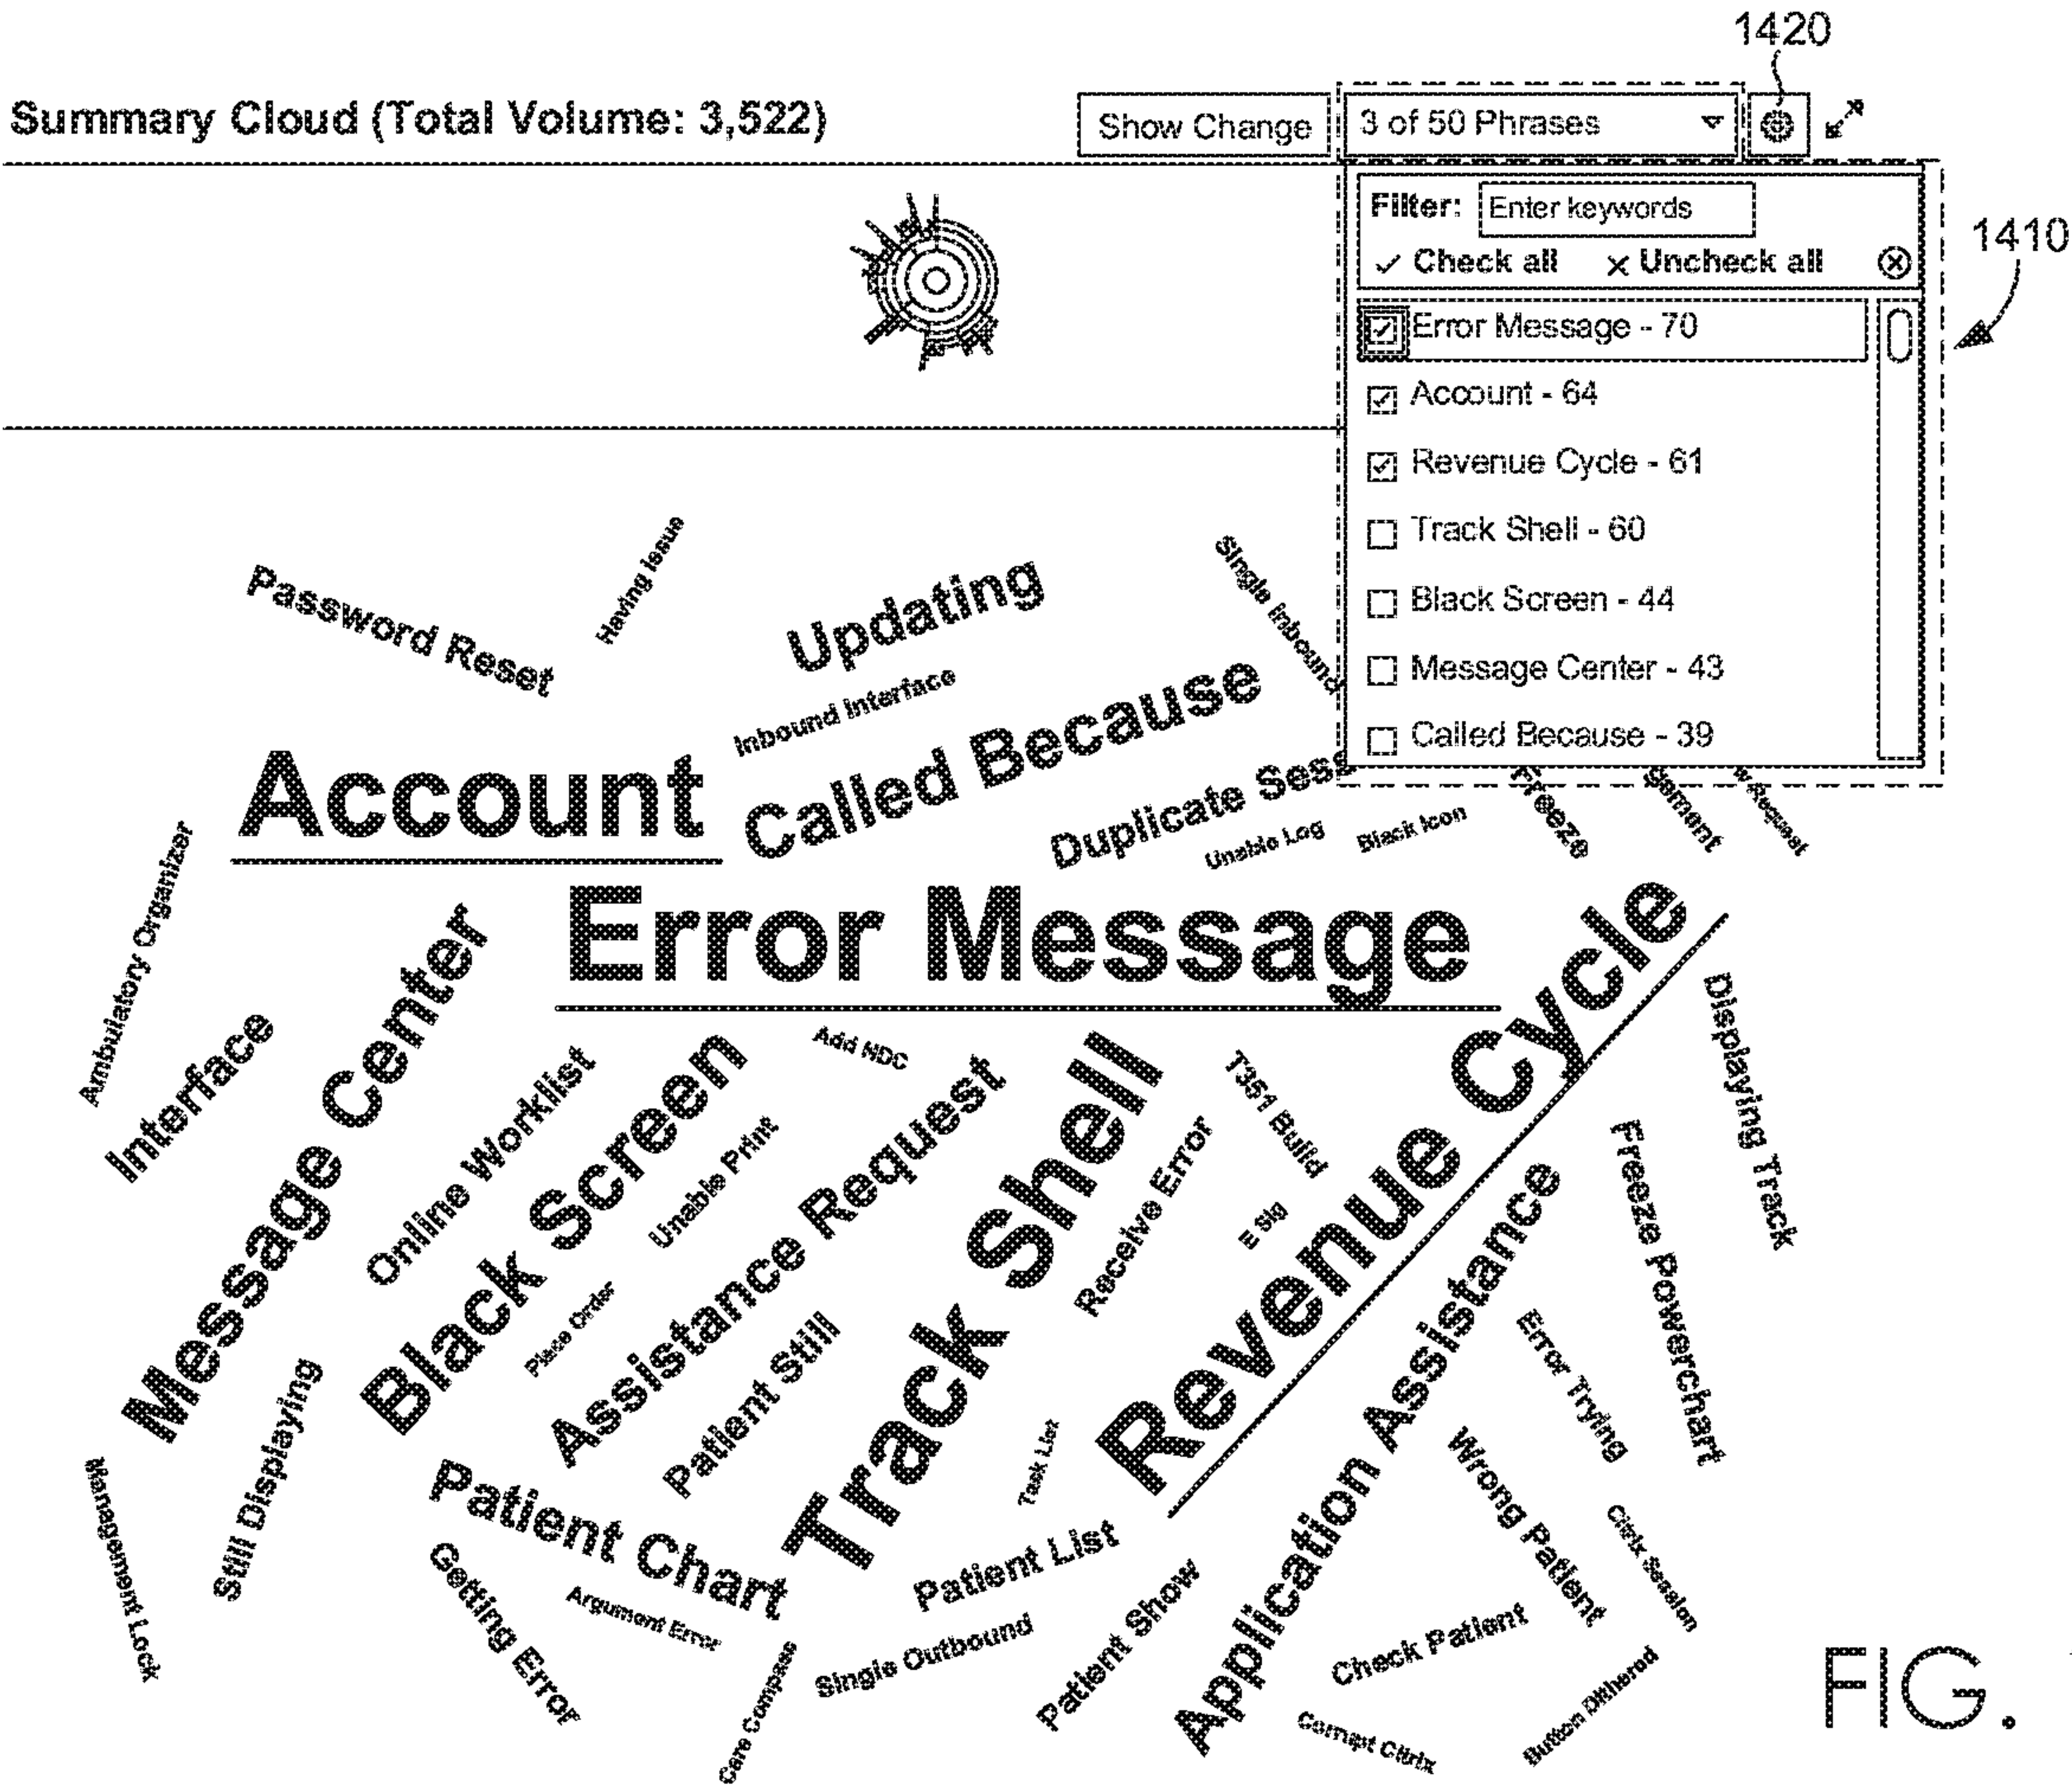 1420
Summary Cloud (Total Volume: 3,522)
Show Change
3 of 50 Phrases
Filter:
Enter keywords
Check all
Uncheck all
1410
Error Message - 70
Account - 64
Revenue Cycle - 61
Track Shell - 60
Black Screen - 44
Message Center - 43
Called Because - 39
Password Reset
Having Issue
Updating
Single Inbound
Inbound Interface
Called Because
Account
Duplicate Sess
Unable Log
Black Icon
Freeze
gement
w Request
Ambulatory Organizer
Error Message
Revenue Cycle
Message Center
Interface
Online Worklist
Black Screen
Add NDC
Unable Print
Assistance Request
Track Shell
T351 Build
Receive Error
E Sig
Displaying Track
Freeze Powerchart
Application Assistance
Error Trying
Place Order
Patient Still
Still Displaying
Management Lock
Patient Chart
Task List
Wrong Patient
Citrix Session
Getting Error
Argument Error
Patient List
Patient Show
Single Outbound
Care Compass
Check Patient
Corrupt Citrix
Button Dithered
FIG.